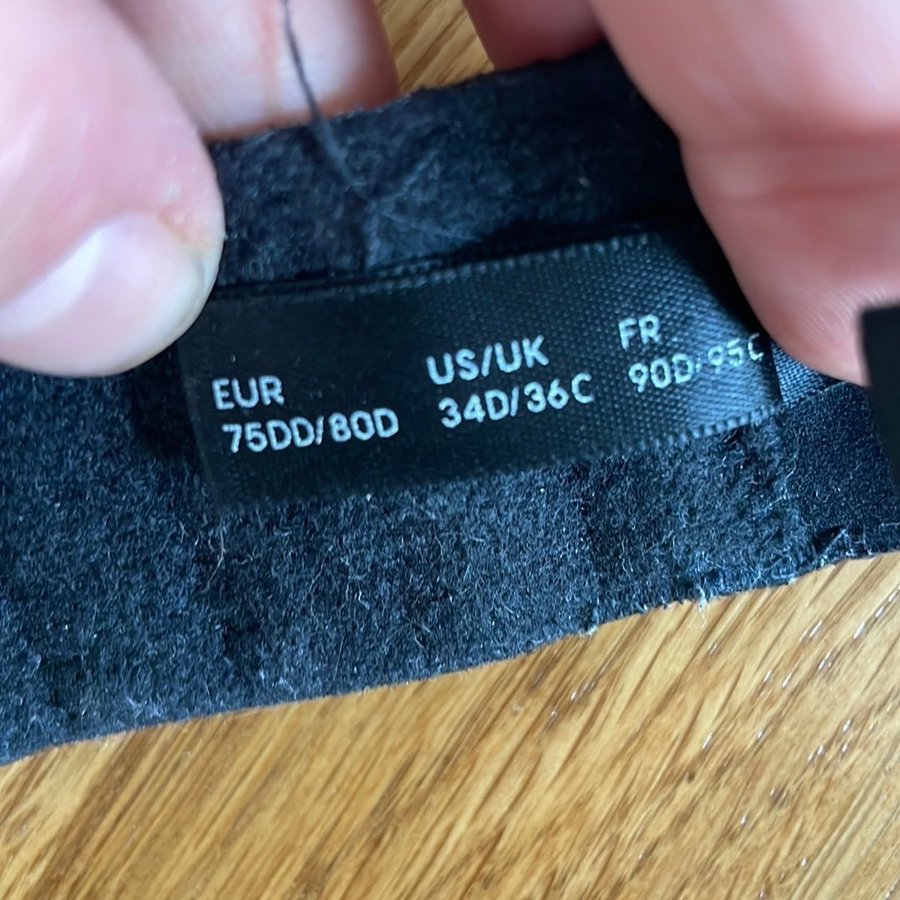 EUR
75DD/80D
US/UK
34D/36C
FR
90D/95C